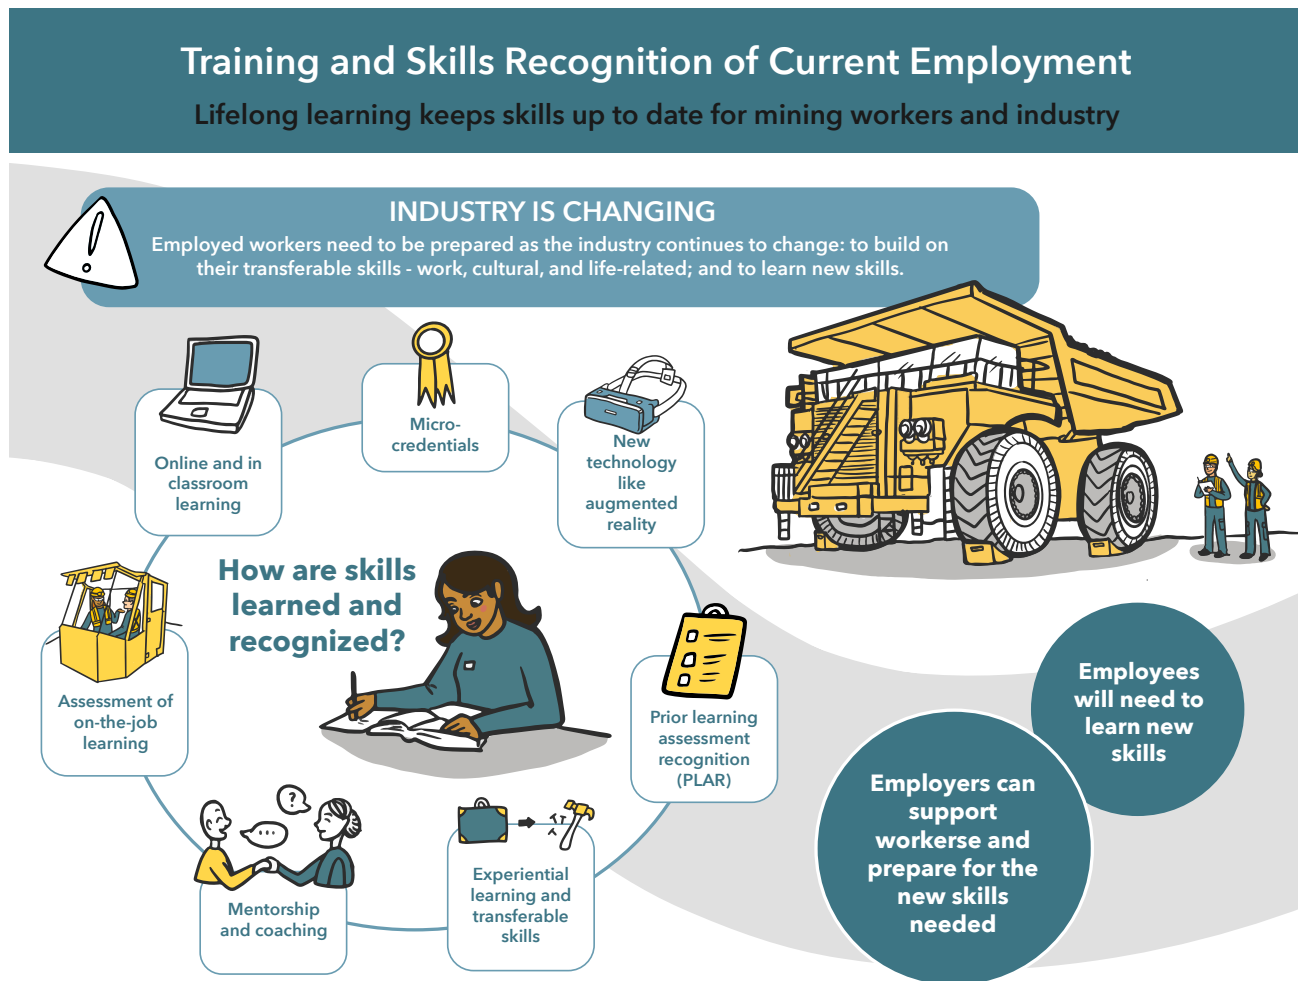 Training and Skills Recognition of Current Employment
Lifelong learning keeps skills up to date for mining workers and industry
INDUSTRY IS CHANGING
Employed workers need to be prepared as the industry continues to change: to build on
their transferable skills - work, cultural, and life-related; and to learn new skills.
Online and in
classroom
learning
Micro-
credentials
New
technology
like
augmented
reality
How are skills
learned and
recognized?
Assessment of
on-the-job
learning
Prior learning
assessment
recognition
(PLAR)
Mentorship
and coaching
?
...
Experiential
learning and
transferable
skills
Employees
will need to
learn new
skills
Employers can
support
workerse and
prepare for the
new skills
needed